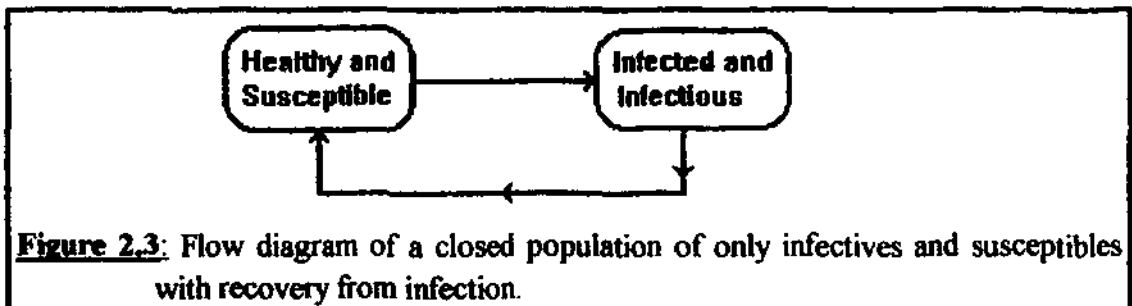 Healthy and
Susceptible
Infected and
Infectious
Figure 2.3: Flow diagram of a closed population of only infectives and susceptibles
with recovery from infection.